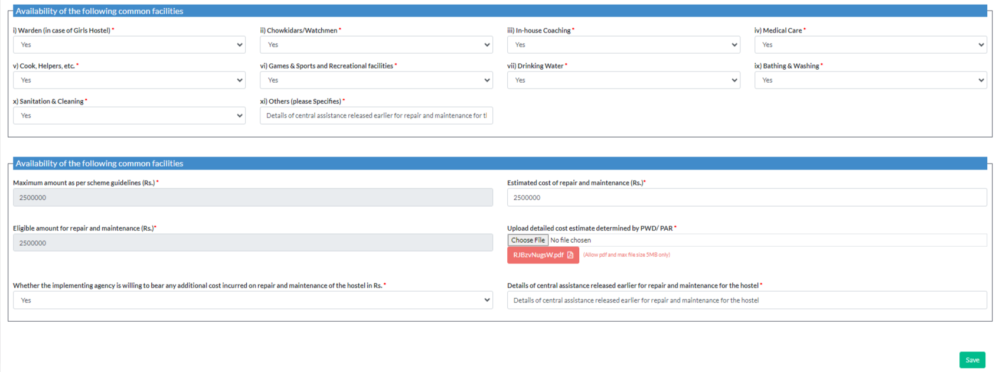 Availability of the following common facilities
i) Warden (in case of Girls Hostel) *
ii) Chowkidars/Watchmen *
iii) In-house Coaching *
iv) Medical Care *
Yes
Yes
Yes
Yes
v) Cook, Helpers, etc. *
vi) Games & Sports and Recreational facilities *
vii) Drinking Water *
ix) Bathing & Washing *
Yes
Yes
Yes
Yes
x) Sanitation & Cleaning *
xi) Others (please Specifies) *
Yes
Details of central assistance released earlier for repair and maintenance for t
Availability of the following common facilities
Maximum amount as per scheme guidelines (Rs.) *
Estimated cost of repair and maintenance (Rs.)*
2500000
2500000
Eligible amount for repair and maintenance (Rs.)*
Upload detailed cost estimate determined by PWD/ PAR *
2500000
Choose File No file chosen
RJBzvNugsW.pdf (Allow pdf and max file size 5MB only)
Whether the implementing agency is willing to bear any additional cost incurred on repair and maintenance of the hostel in Rs. *
Details of central assistance released earlier for repair and maintenance for the hostel *
Yes
Details of central assistance released earlier for repair and maintenance for the hostel
Save